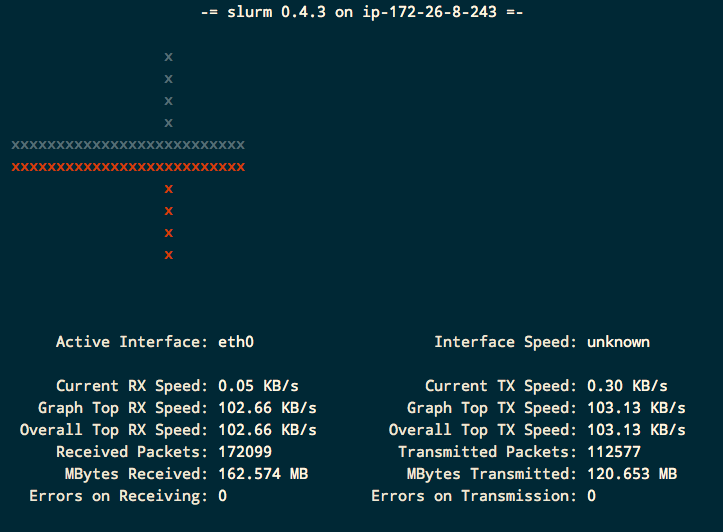 -= slurm 0.4.3 on ip-172-26-8-243 =-
x
x
x
x
xxxxxxxxxxxxxxxxxxxxxxxxxx
xxxxxxxxxxxxxxxxxxxxxxxxxx
x
x
x
x
Active Interface: eth0 Interface Speed: unknown
Current RX Speed: 0.05 KB/s Current TX Speed: 0.30 KB/s
Graph Top RX Speed: 102.66 KB/s Graph Top TX Speed: 103.13 KB/s
Overall Top RX Speed: 102.66 KB/s Overall Top TX Speed: 103.13 KB/s
Received Packets: 172099 Transmitted Packets: 112577
MBytes Received: 162.574 MB MBytes Transmitted: 120.653 MB
Errors on Receiving: 0 Errors on Transmission: 0